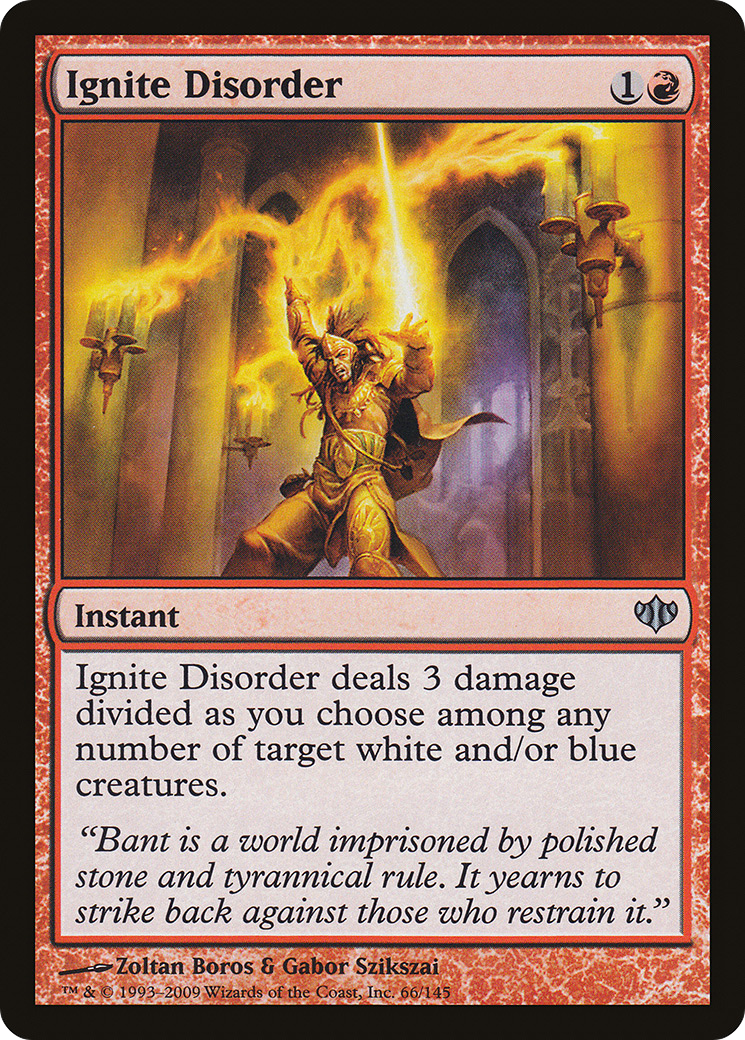 Ignite Disorder 1
Instant
Ignite Disorder deals 3 damage
divided as you choose among any
number of target white and/or blue
creatures.
“Bant is a world imprisoned by polished
stone and tyrannical rule. It yearns to
strike back against those who restrain it.”
Zoltan Boros & Gabor Szikszai
™ & © 1993–2009 Wizards of the Coast, Inc. 66/145